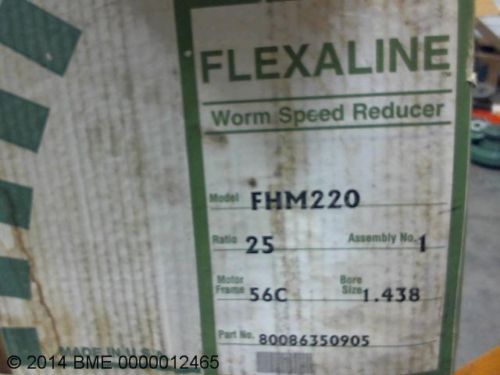 FLEXALINE
Worm Speed Reducer
Model FHM220
Ratio 25 Assembly No. 1
Motor Frame 56C Bore Size 1.438
Part No. 80086350905
MADE IN U.S.A.
© 2014 BME 0000012465